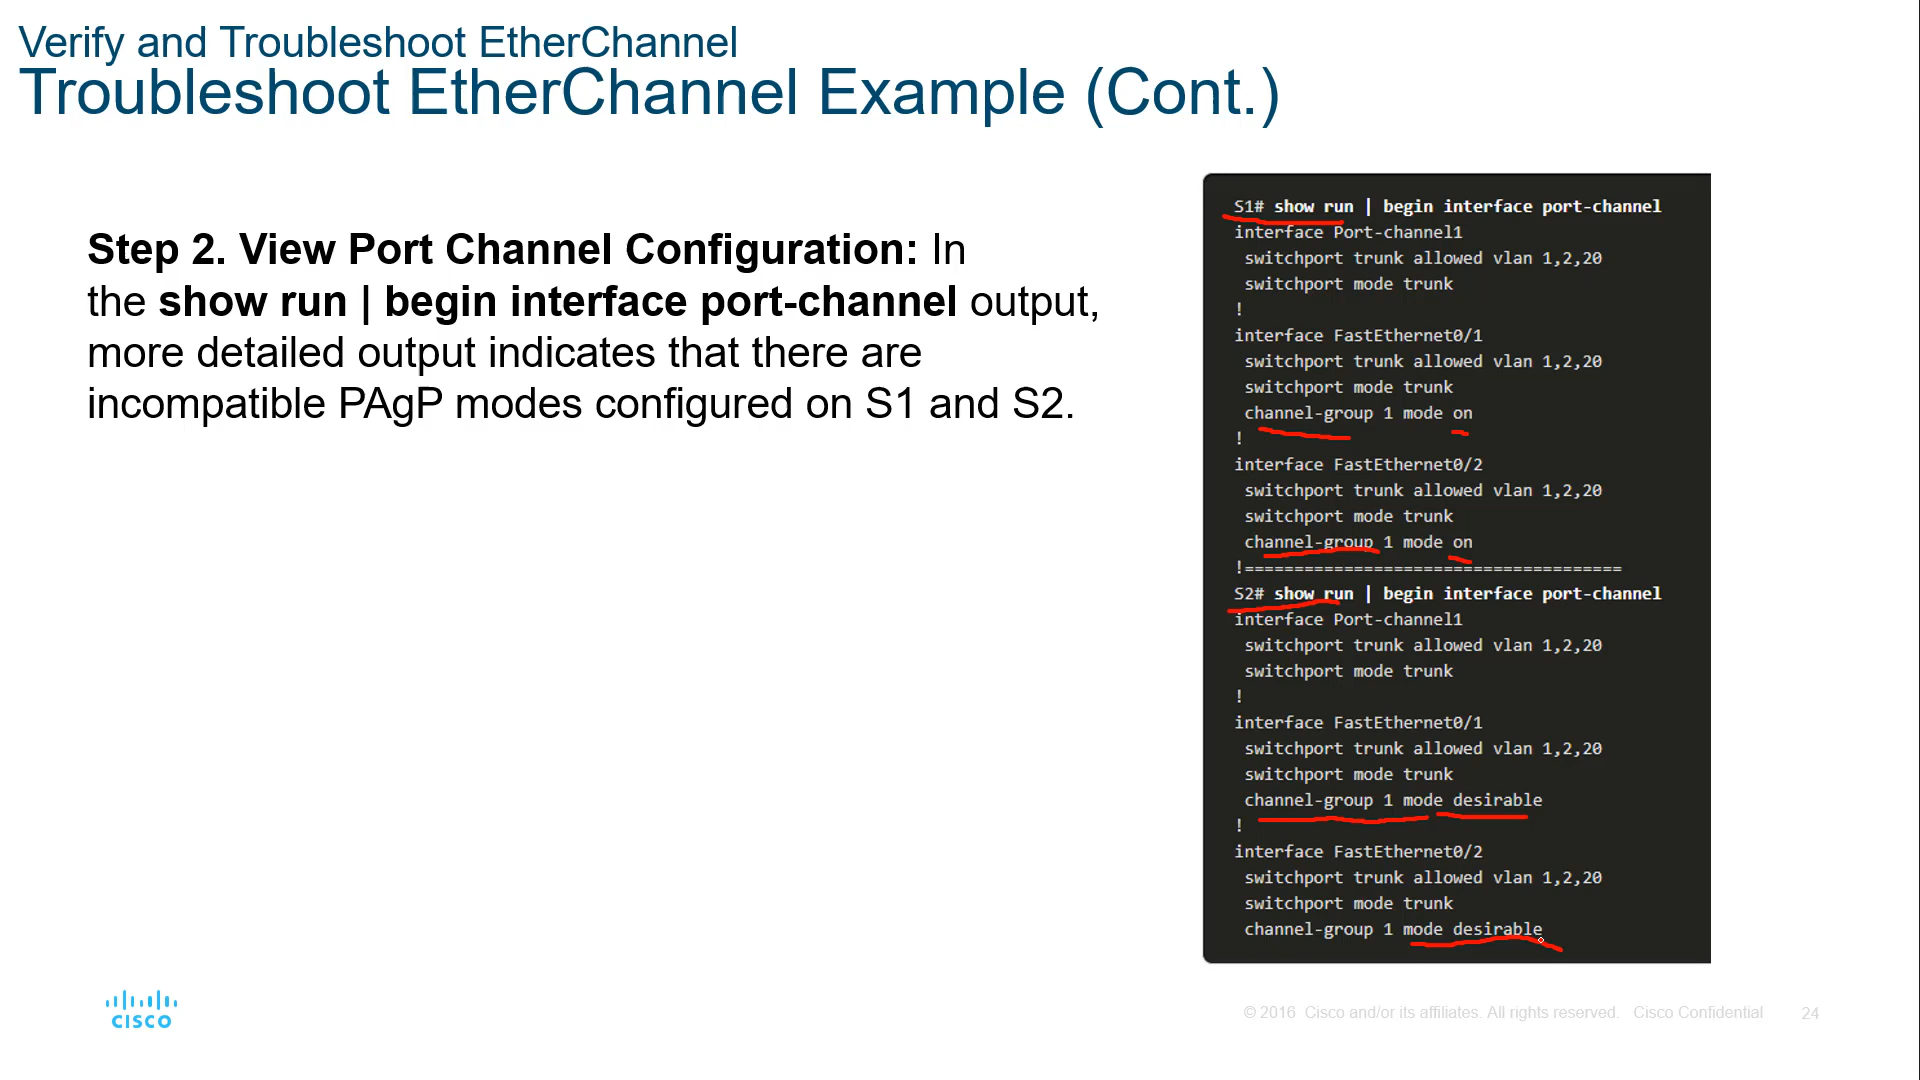 Verify and Troubleshoot EtherChannel
Troubleshoot EtherChannel Example (Cont.)
Step 2. View Port Channel Configuration: In
the show run | begin interface port-channel output,
more detailed output indicates that there are
incompatible PAgP modes configured on S1 and S2.
S1# show run | begin interface port-channel
interface Port-channel1
switchport trunk allowed vlan 1,2,20
switchport mode trunk
!
interface FastEthernet0/1
switchport trunk allowed vlan 1,2,20
switchport mode trunk
channel-group 1 mode on
!
interface FastEthernet0/2
switchport trunk allowed vlan 1,2,20
switchport mode trunk
channel-group 1 mode on
!======================================
S2# show run | begin interface port-channel
interface Port-channel1
switchport trunk allowed vlan 1,2,20
switchport mode trunk
!
interface FastEthernet0/1
switchport trunk allowed vlan 1,2,20
switchport mode trunk
channel-group 1 mode desirable
!
interface FastEthernet0/2
switchport trunk allowed vlan 1,2,20
switchport mode trunk
channel-group 1 mode desirable
CISCO
© 2016 Cisco and/or its affiliates. All rights reserved. Cisco Confidential 24